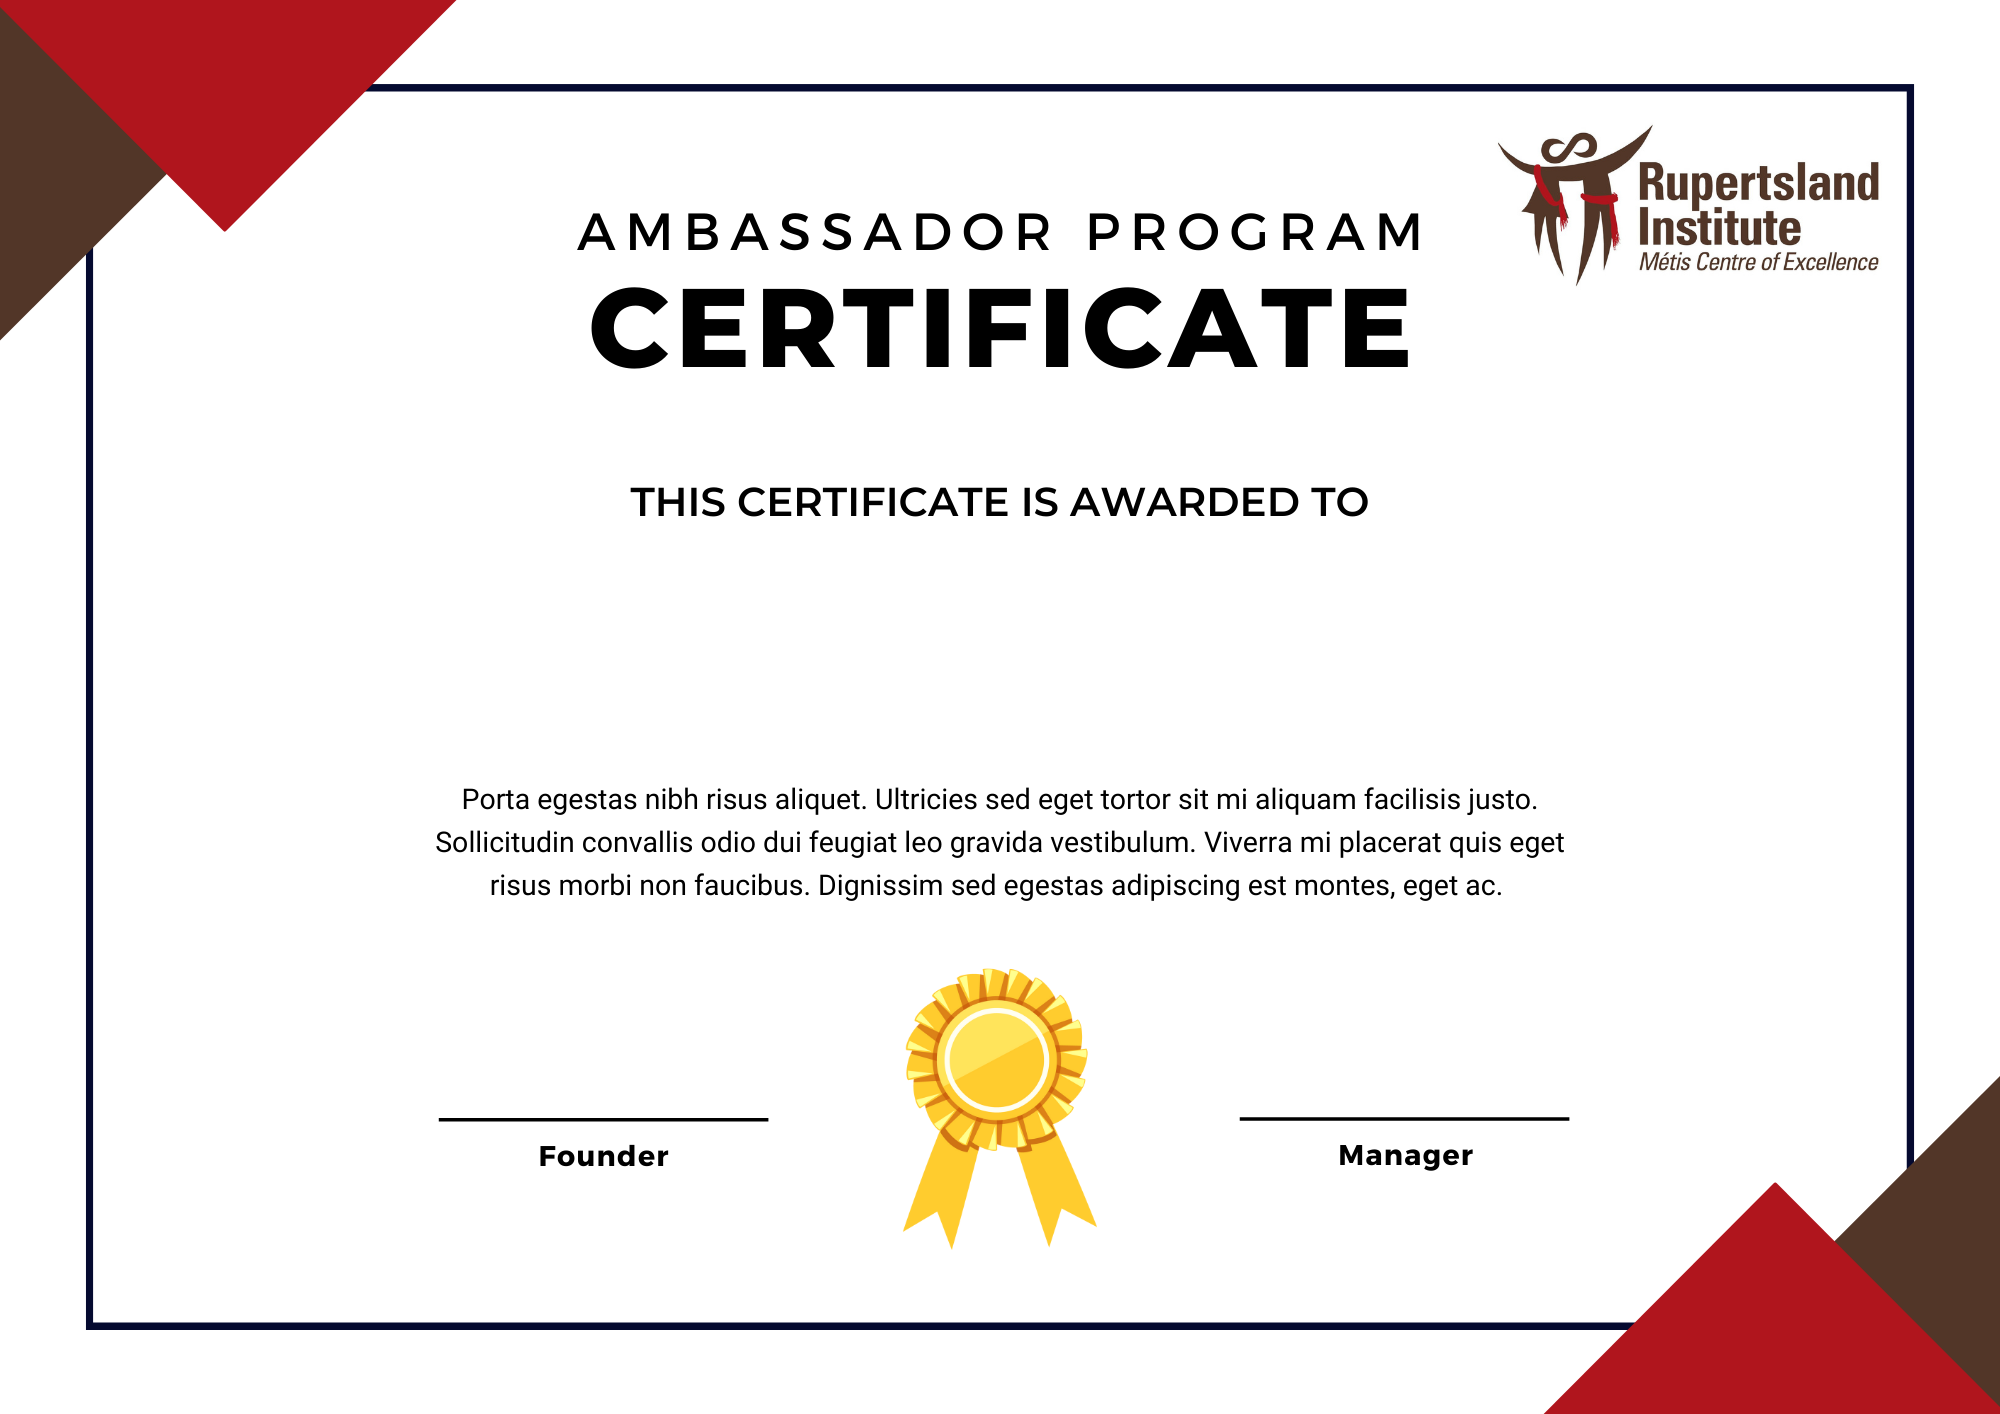 AMBASSADOR PROGRAM
CERTIFICATE
Rupertsland
Institute
Métis Centre of Excellence
THIS CERTIFICATE IS AWARDED TO
Porta egestas nibh risus aliquet. Ultricies sed eget tortor sit mi aliquam facilisis justo.
Sollicitudin convallis odio dui feugiat leo gravida vestibulum. Viverra mi placerat quis eget
risus morbi non faucibus. Dignissim sed egestas adipiscing est montes, eget ac.
Founder
Manager